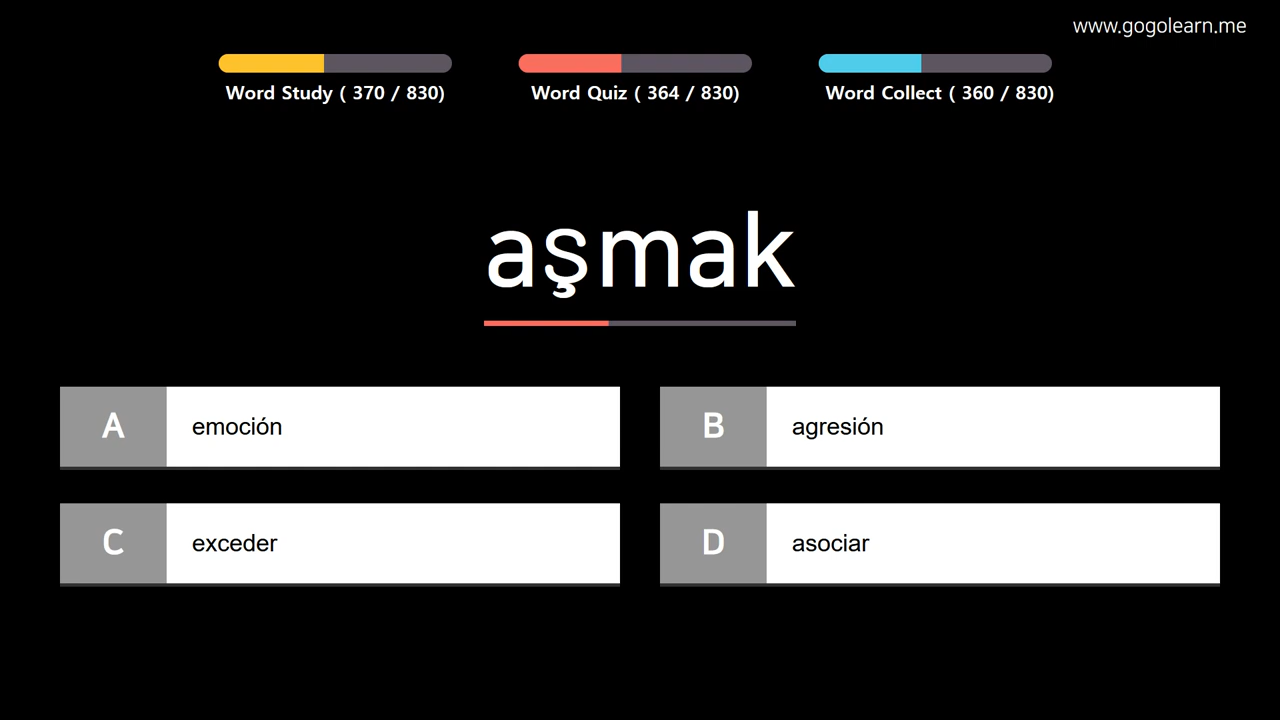 www.gogolearn.me
Word Study ( 370 / 830)
Word Quiz ( 364 / 830)
Word Collect ( 360 / 830)
aşmak
A
emoción
B
agresión
C
exceder
D
asociar